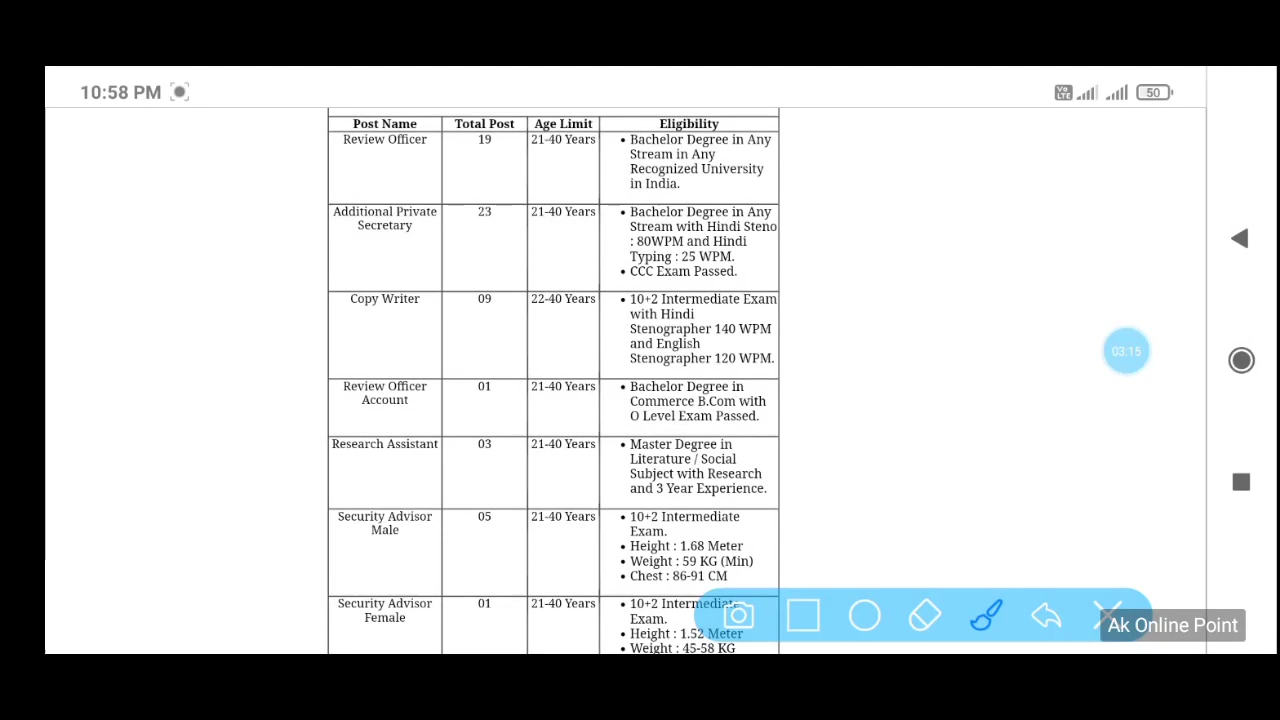 10:58 PM
Vo LTE
50
Post Name Total Post Age Limit Eligibility
Review Officer 19 21-40 Years • Bachelor Degree in Any
Stream in Any
Recognized University
in India.
Additional Private 23 21-40 Years • Bachelor Degree in Any
Secretary Stream with Hindi Steno
: 80WPM and Hindi
Typing : 25 WPM.
• CCC Exam Passed.
Copy Writer 09 22-40 Years • 10+2 Intermediate Exam
with Hindi
Stenographer 140 WPM
and English
Stenographer 120 WPM.
Review Officer 01 21-40 Years • Bachelor Degree in
Account Commerce B.Com with
O Level Exam Passed.
Research Assistant 03 21-40 Years • Master Degree in
Literature / Social
Subject with Research
and 3 Year Experience.
Security Advisor 05 21-40 Years • 10+2 Intermediate
Male Exam.
• Height : 1.68 Meter
• Weight : 59 KG (Min)
• Chest : 86-91 CM
Security Advisor 01 21-40 Years • 10+2 Intermediate
Female Exam.
• Height : 1.52 Meter
• Weight : 45-58 KG
03:15
Ak Online Point